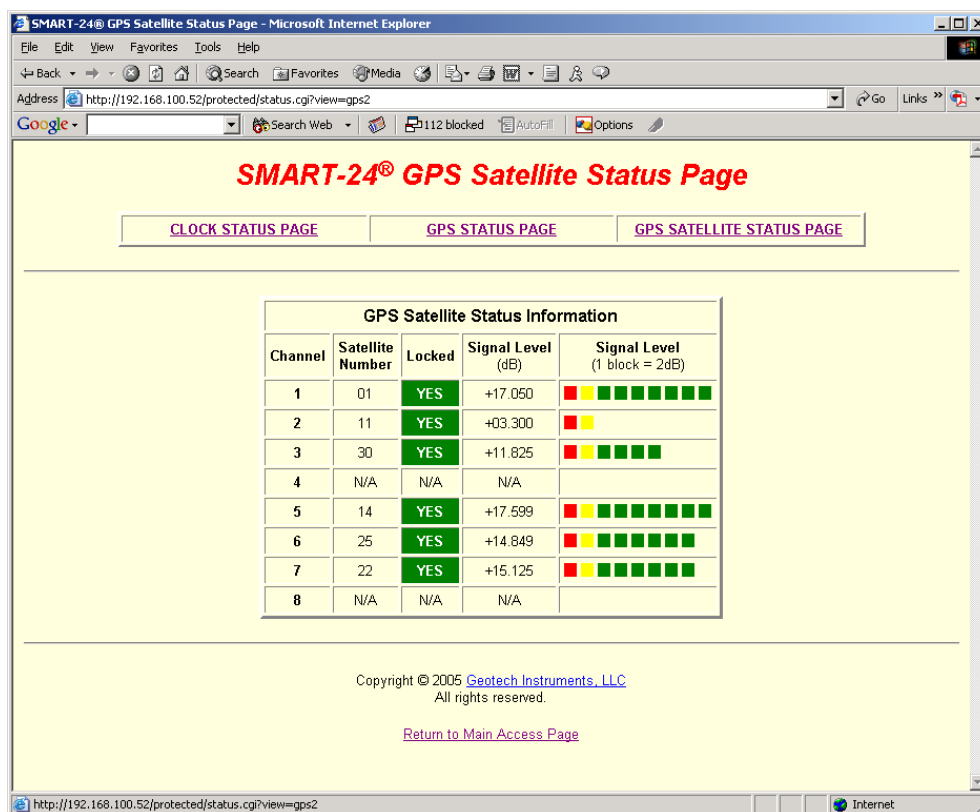 SMART-24® GPS Satellite Status Page - Microsoft Internet Explorer
File Edit View Favorites Tools Help
Back Search Favorites Media
Address http://192.168.100.52/protected/status.cgi?view=gps2 Go Links »
Google Search Web 112 blocked AutoFill Options
SMART-24® GPS Satellite Status Page
CLOCK STATUS PAGE GPS STATUS PAGE GPS SATELLITE STATUS PAGE
GPS Satellite Status Information
Channel Satellite Number Locked Signal Level (dB) Signal Level (1 block = 2dB)
1 01 YES +17.050
2 11 YES +03.300
3 30 YES +11.825
4 N/A N/A N/A
5 14 YES +17.599
6 25 YES +14.849
7 22 YES +15.125
8 N/A N/A N/A
Copyright © 2005 Geotech Instruments, LLC
All rights reserved.
Return to Main Access Page
http://192.168.100.52/protected/status.cgi?view=gps2 Internet